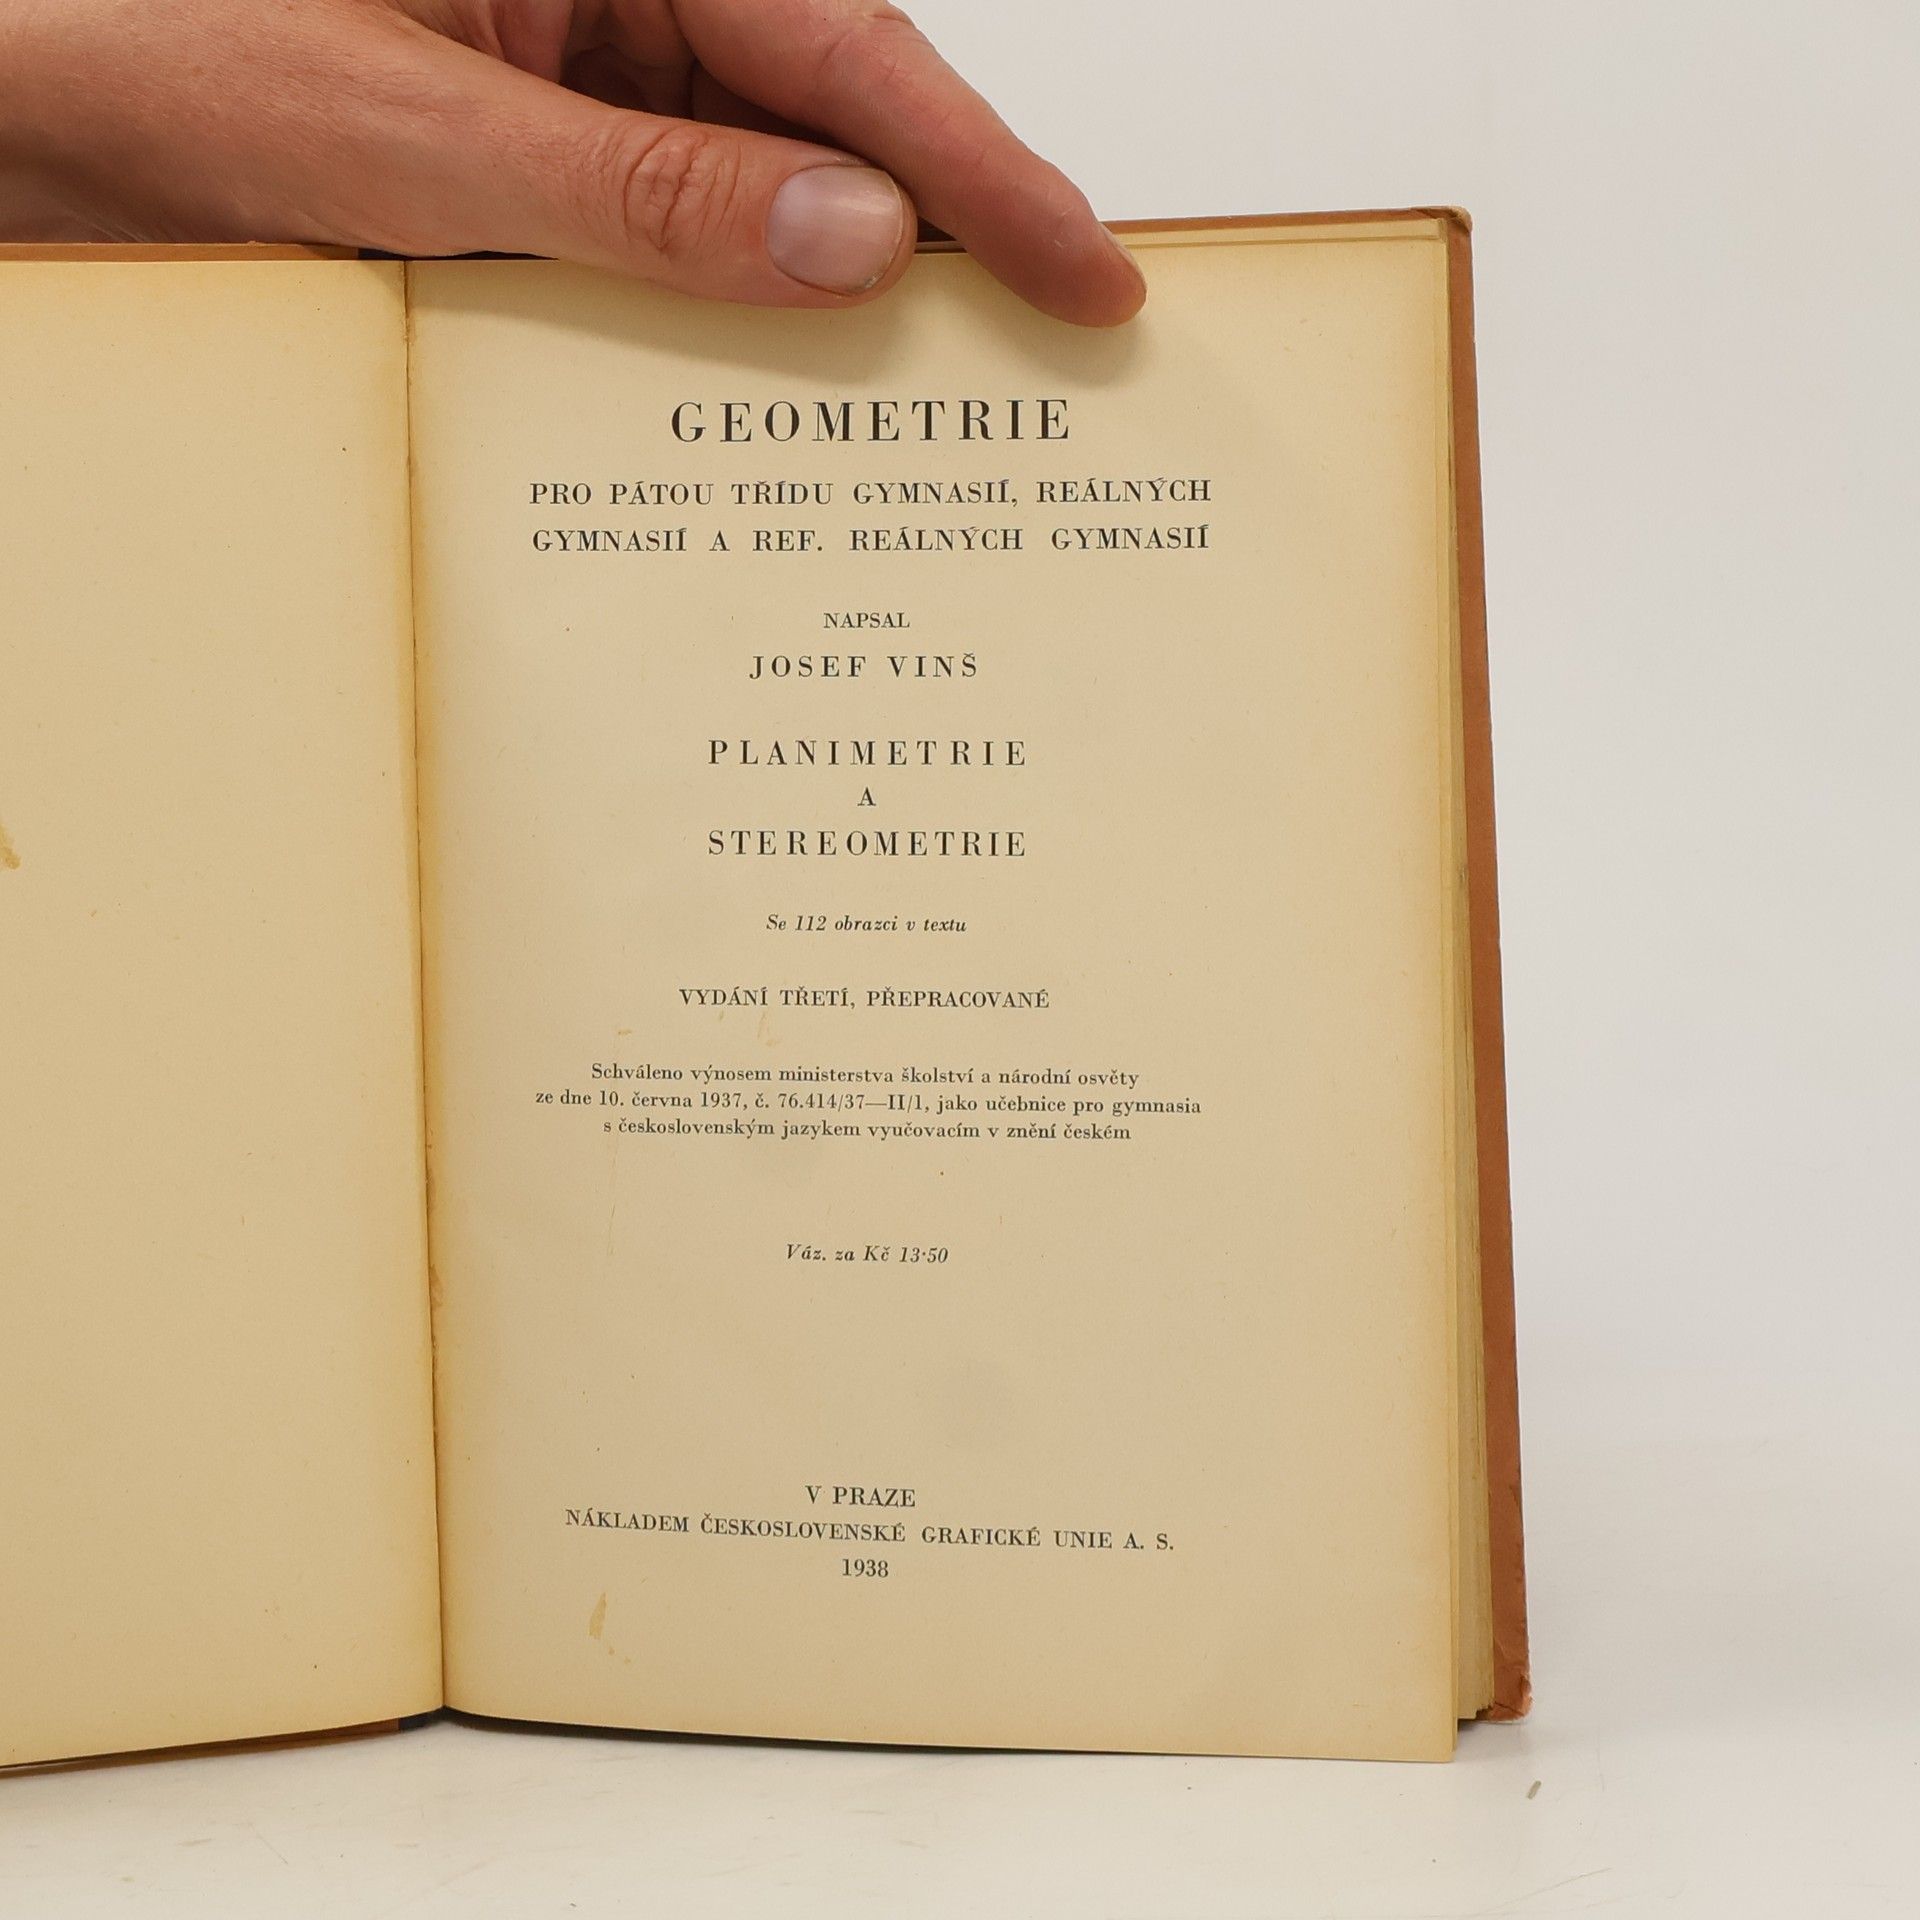 GEOMETRIE
PRO PÁTOU TŘÍDU GYMNASIÍ, REÁLNÝCH
GYMNASIÍ A REF. REÁLNÝCH GYMNASIÍ
NAPSAL
JOSEF VINŠ
PLANIMETRIE
A
STEREOMETRIE
Se 112 obrazci v textu
VYDÁNÍ TŘETÍ, PŘEPRACOVANÉ
Schváleno výnosem ministerstva školství a národní osvěty
ze dne 10. června 1937, č. 76.414/37—II/1, jako učebnice pro gymnasia
s československým jazykem vyučovacím v znění českém
Váz. za Kč 13·50
V PRAZE
NÁKLADEM ČESKOSLOVENSKÉ GRAFICKÉ UNIE A. S.
1938